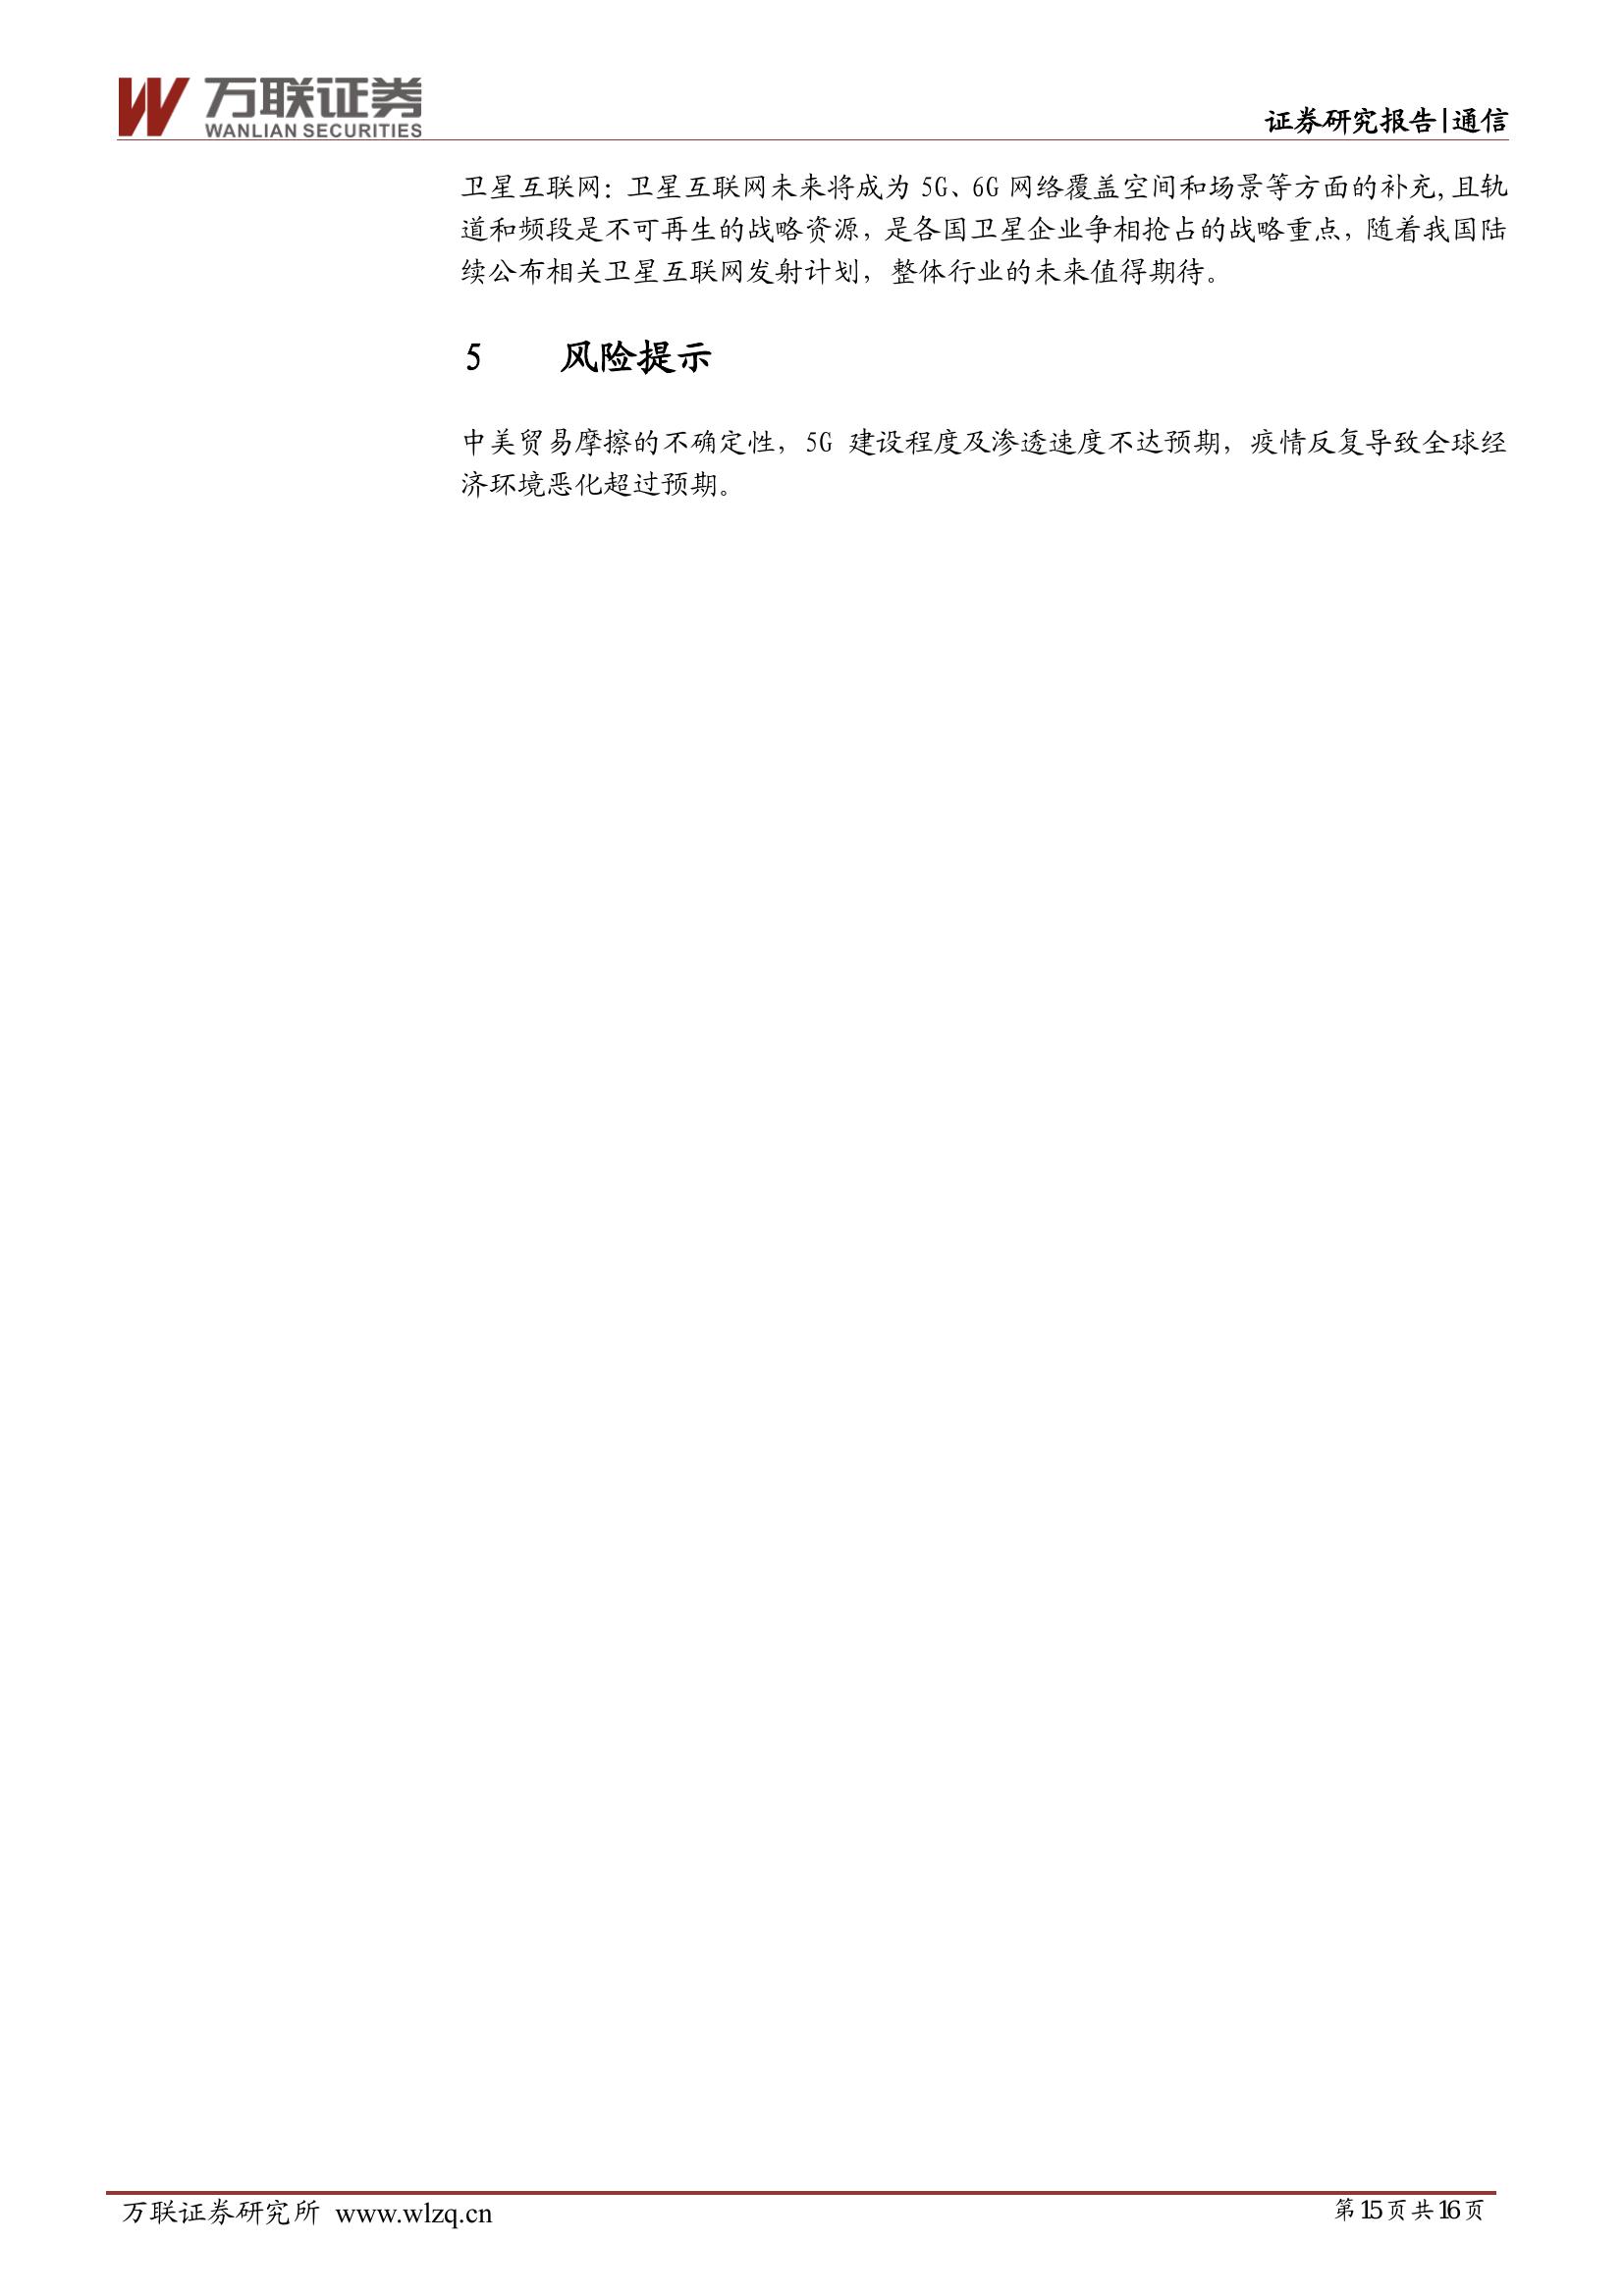 万联证券
WANLIAN SECURITIES
证券研究报告|通信
卫星互联网：卫星互联网未来将成为 5G、6G 网络覆盖空间和场景等方面的补充,且轨
道和频段是不可再生的战略资源，是各国卫星企业争相抢占的战略重点，随着我国陆
续公布相关卫星互联网发射计划，整体行业的未来值得期待。
5 风险提示
中美贸易摩擦的不确定性，5G 建设程度及渗透速度不达预期，疫情反复导致全球经
济环境恶化超过预期。
万联证券研究所 www.wlzq.cn
第15页共16页